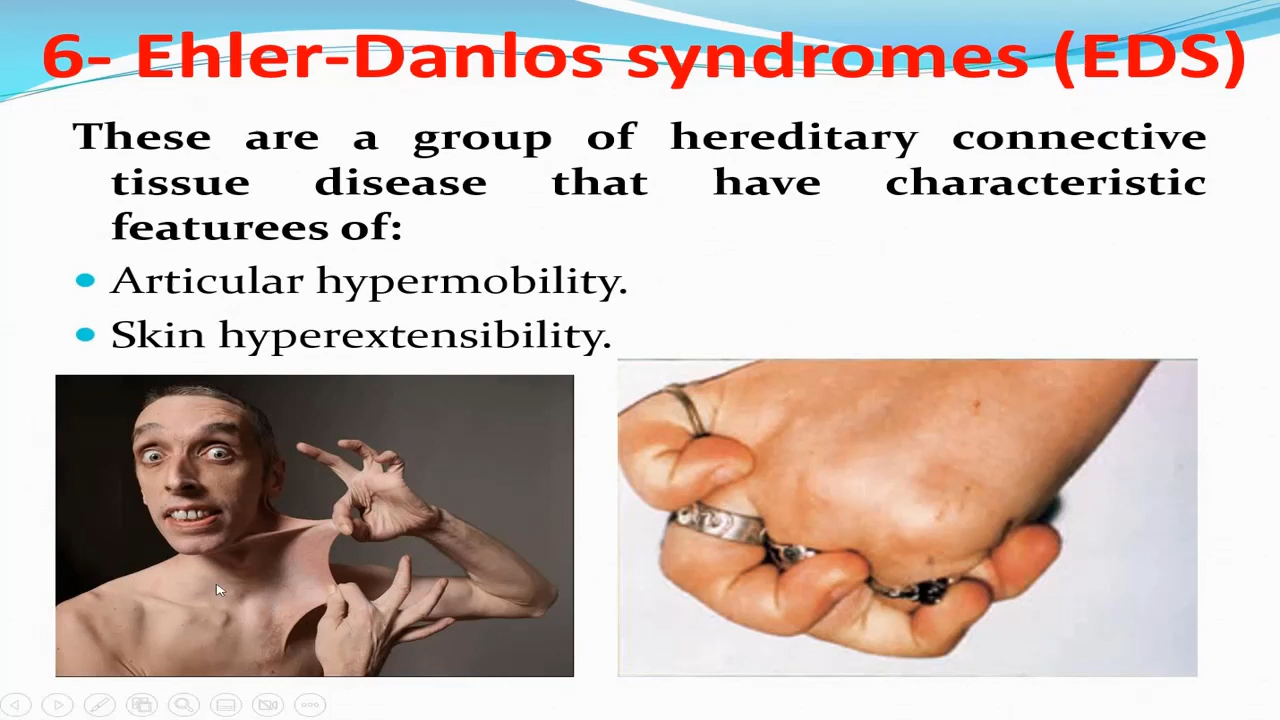 6- Ehler-Danlos syndromes (EDS)
These are a group of hereditary connective
tissue disease that have characteristic
featurees of:
Articular hypermobility.
Skin hyperextensibility.